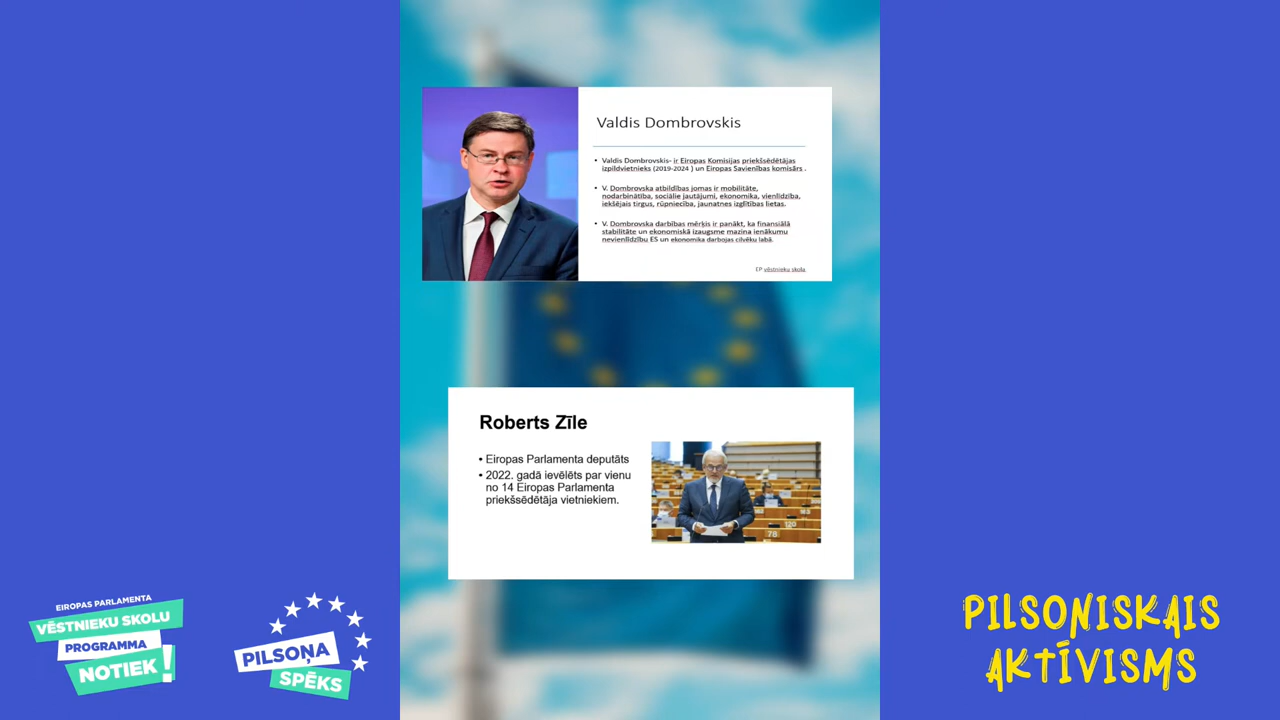 Valdis Dombrovskis
• Valdis Dombrovskis- ir Eiropas Komisijas priekšsēdētājas
izpildvietnieks (2019-2024 ) un Eiropas Savienības komisārs .
• V. Dombrovska atbildības jomas ir mobilitāte,
nodarbinātība, sociālie jautājumi, ekonomika, vienlīdzība,
iekšējais tirgus, rūpniecība, jaunatnes izglītības lietas.
• V. Dombrovska darbības mērķis ir panākt, ka finansiālā
stabilitāte un ekonomiskā izaugsme mazina ienākumu
nevienlīdzību ES un ekonomika darbojas cilvēku labā.
EP vēstnieku skola
Roberts Zīle
• Eiropas Parlamenta deputāts
• 2022. gadā ievēlēts par vienu
no 14 Eiropas Parlamenta
priekšsēdētāja vietniekiem.
120
78
EIROPAS PARLAMENTA
VĒSTNIEKU SKOLU
PROGRAMMA
NOTIEK!
PILSOŅA
SPĒKS
PILSOŅISKAIS
AKTĪVISMS